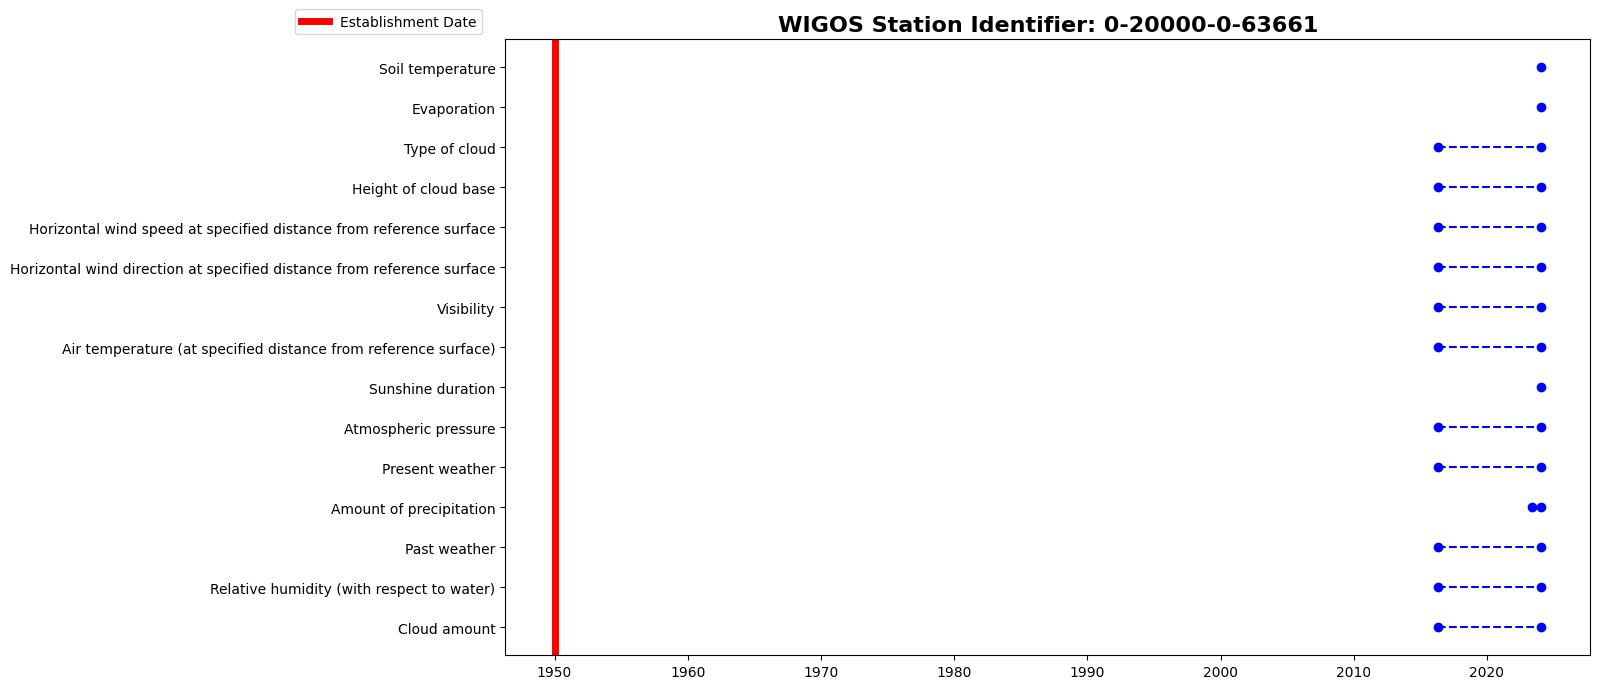 Establishment Date
WIGOS Station Identifier: 0-20000-0-63661
Soil temperature
Evaporation
Type of cloud
Height of cloud base
Horizontal wind speed at specified distance from reference surface
Horizontal wind direction at specified distance from reference surface
Visibility
Air temperature (at specified distance from reference surface)
Sunshine duration
Atmospheric pressure
Present weather
Amount of precipitation
Past weather
Relative humidity (with respect to water)
Cloud amount
1950 1960 1970 1980 1990 2000 2010 2020